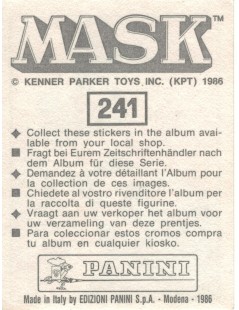 MASK™
© KENNER PARKER TOYS, INC. (KPT) 1986
241
Collect these stickers in the album avai-
lable from your local shop.
Fragt bei Eurem Zeitschriftenhändler nach
dem Album für diese Serie.
Demandez à votre détaillant l'Album pour
la collection de ces images.
Chiedete al vostro rivenditore l'album per
la raccolta di queste figurine.
Vraagt aan uw verkoper het album voor
uw verzameling van deze prentjes.
Para coleccionar estos cromos compra
tu album en cualquier kiosko.
PANINI
Made in Italy by EDIZIONI PANINI S.p.A. - Modena - 1986